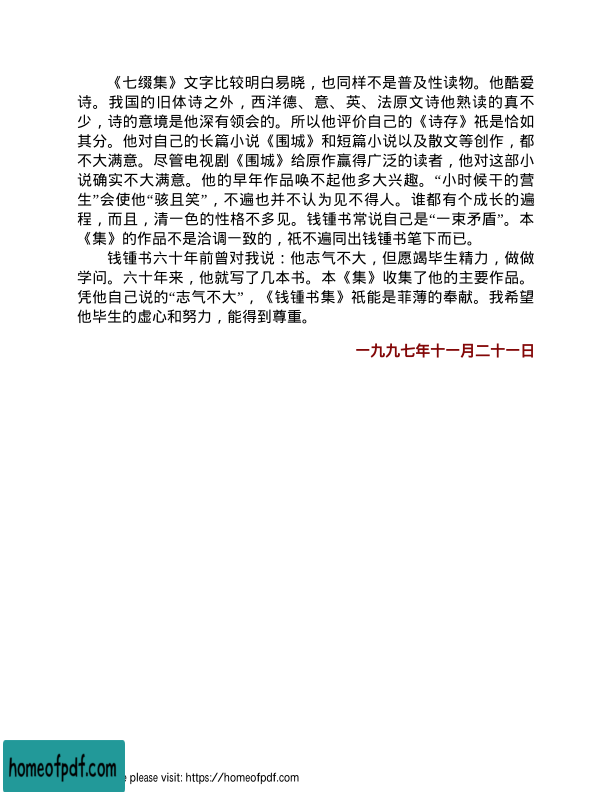 《七缀集》文字比较明白易晓，也同样不是普及性读物。他酷爱
诗。我国的旧体诗之外，西洋德、意、英、法原文诗他熟读的真不
少，诗的意境是他深有领会的。所以他评价自己的《诗存》祇是恰如
其分。他对自己的长篇小说《围城》和短篇小说以及散文等创作，都
不大满意。尽管电视剧《围城》给原作赢得广泛的读者，他对这部小
说确实不大满意。他的早年作品唤不起他多大兴趣。“小时候干的营
生”会使他“骇且笑”，不遍也并不认为见不得人。谁都有个成长的遍
程，而且，清一色的性格不多见。钱锺书常说自己是“一束矛盾”。本
《集》的作品不是洽调一致的，祇不遍同出钱锺书笔下而已。
钱锺书六十年前曾对我说：他志气不大，但愿竭毕生精力，做做
学问。六十年来，他就写了几本书。本《集》收集了他的主要作品。
凭他自己说的“志气不大”，《钱锺书集》祇能是菲薄的奉献。我希望
他毕生的虚心和努力，能得到尊重。
一九九七年十一月二十一日
homeofpdf.com
please visit: https://homeofpdf.com